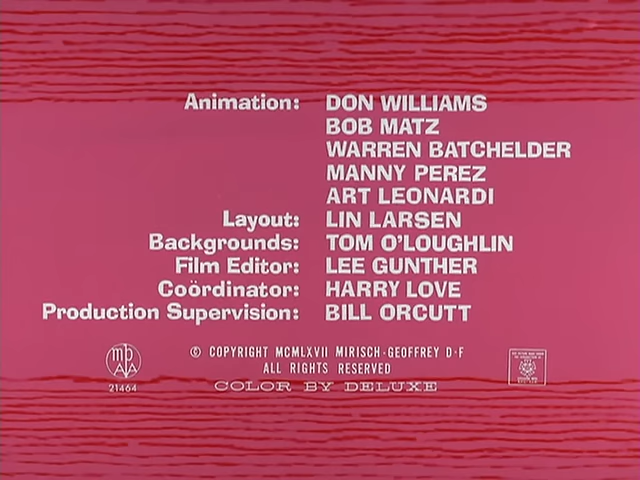 Animation: DON WILLIAMS
BOB MATZ
WARREN BATCHELDER
MANNY PEREZ
ART LEONARDI
Layout: LIN LARSEN
Backgrounds: TOM O'LOUGHLIN
Film Editor: LEE GUNTHER
Coördinator: HARRY LOVE
Production Supervision: BILL ORCUTT
© COPYRIGHT MCMLXVII MIRISCH-GEOFFREY D-F
ALL RIGHTS RESERVED
COLOR BY DELUXE
mpAA
21464